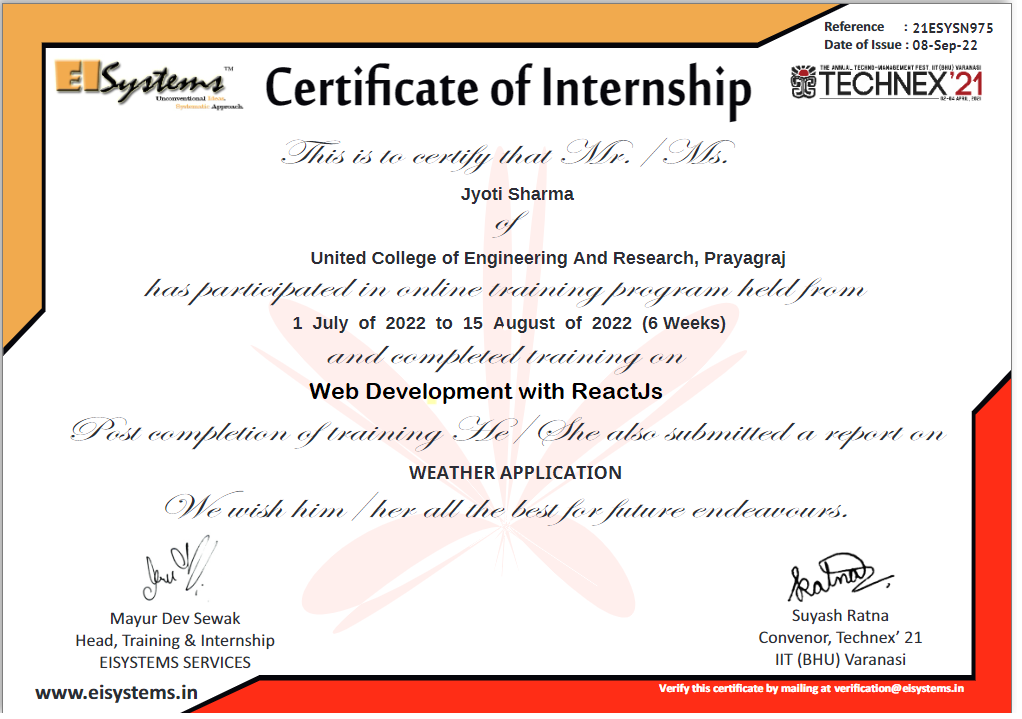 Reference : 21ESYSN975
Date of Issue : 08-Sep-22
EISystems™
Unconventional Ideas.
Systematic Approach.
Certificate of Internship
THE ANNUAL TECHNO-MANAGEMENT FEST IIT(BHU) VARANASI
TECHNEX'21
02-04 APRIL, 2021
This is to certify that Mr. / Ms.
Jyoti Sharma
of
United College of Engineering And Research, Prayagraj
has participated in online training program held from
1 July of 2022 to 15 August of 2022 (6 Weeks)
and completed training on
Web Development with ReactJs
Post completion of training He / She also submitted a report on
WEATHER APPLICATION
We wish him / her all the best for future endeavours.
Ratna
Mayur Dev Sewak
Head, Training & Internship
EISYSTEMS SERVICES
Suyash Ratna
Convenor, Technex' 21
IIT (BHU) Varanasi
www.eisystems.in
Verify this certificate by mailing at verification@eisystems.in